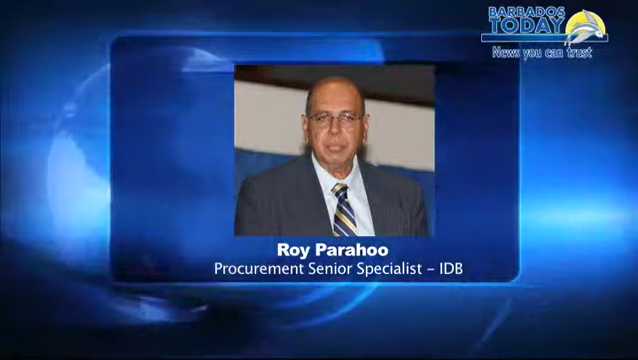 BARBADOS
TODAY
News you can trust
Roy Parahoo
Procurement Senior Specialist - IDB